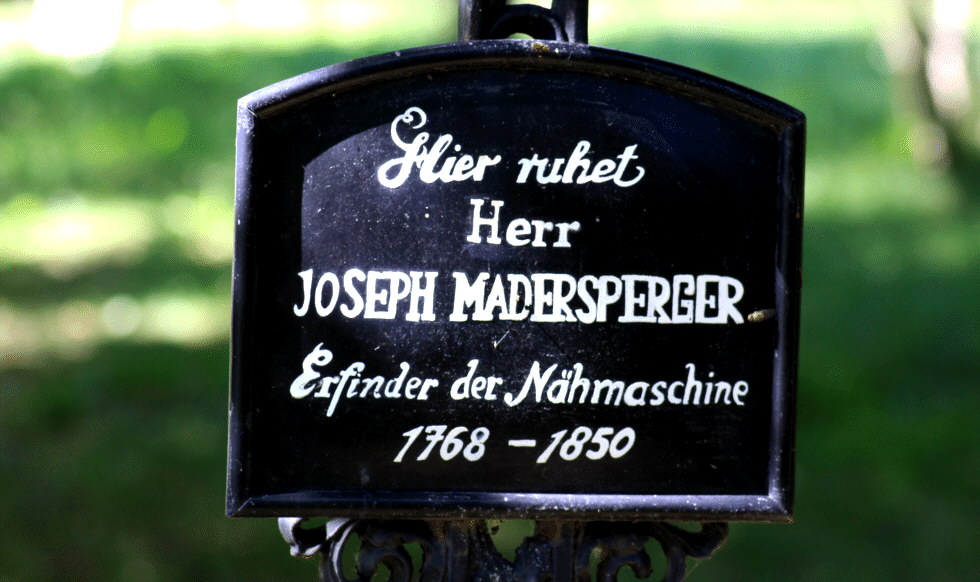 Hier ruhet
Herr
JOSEPH MADERSPERGER
Erfinder der Nähmaschine
1768 – 1850